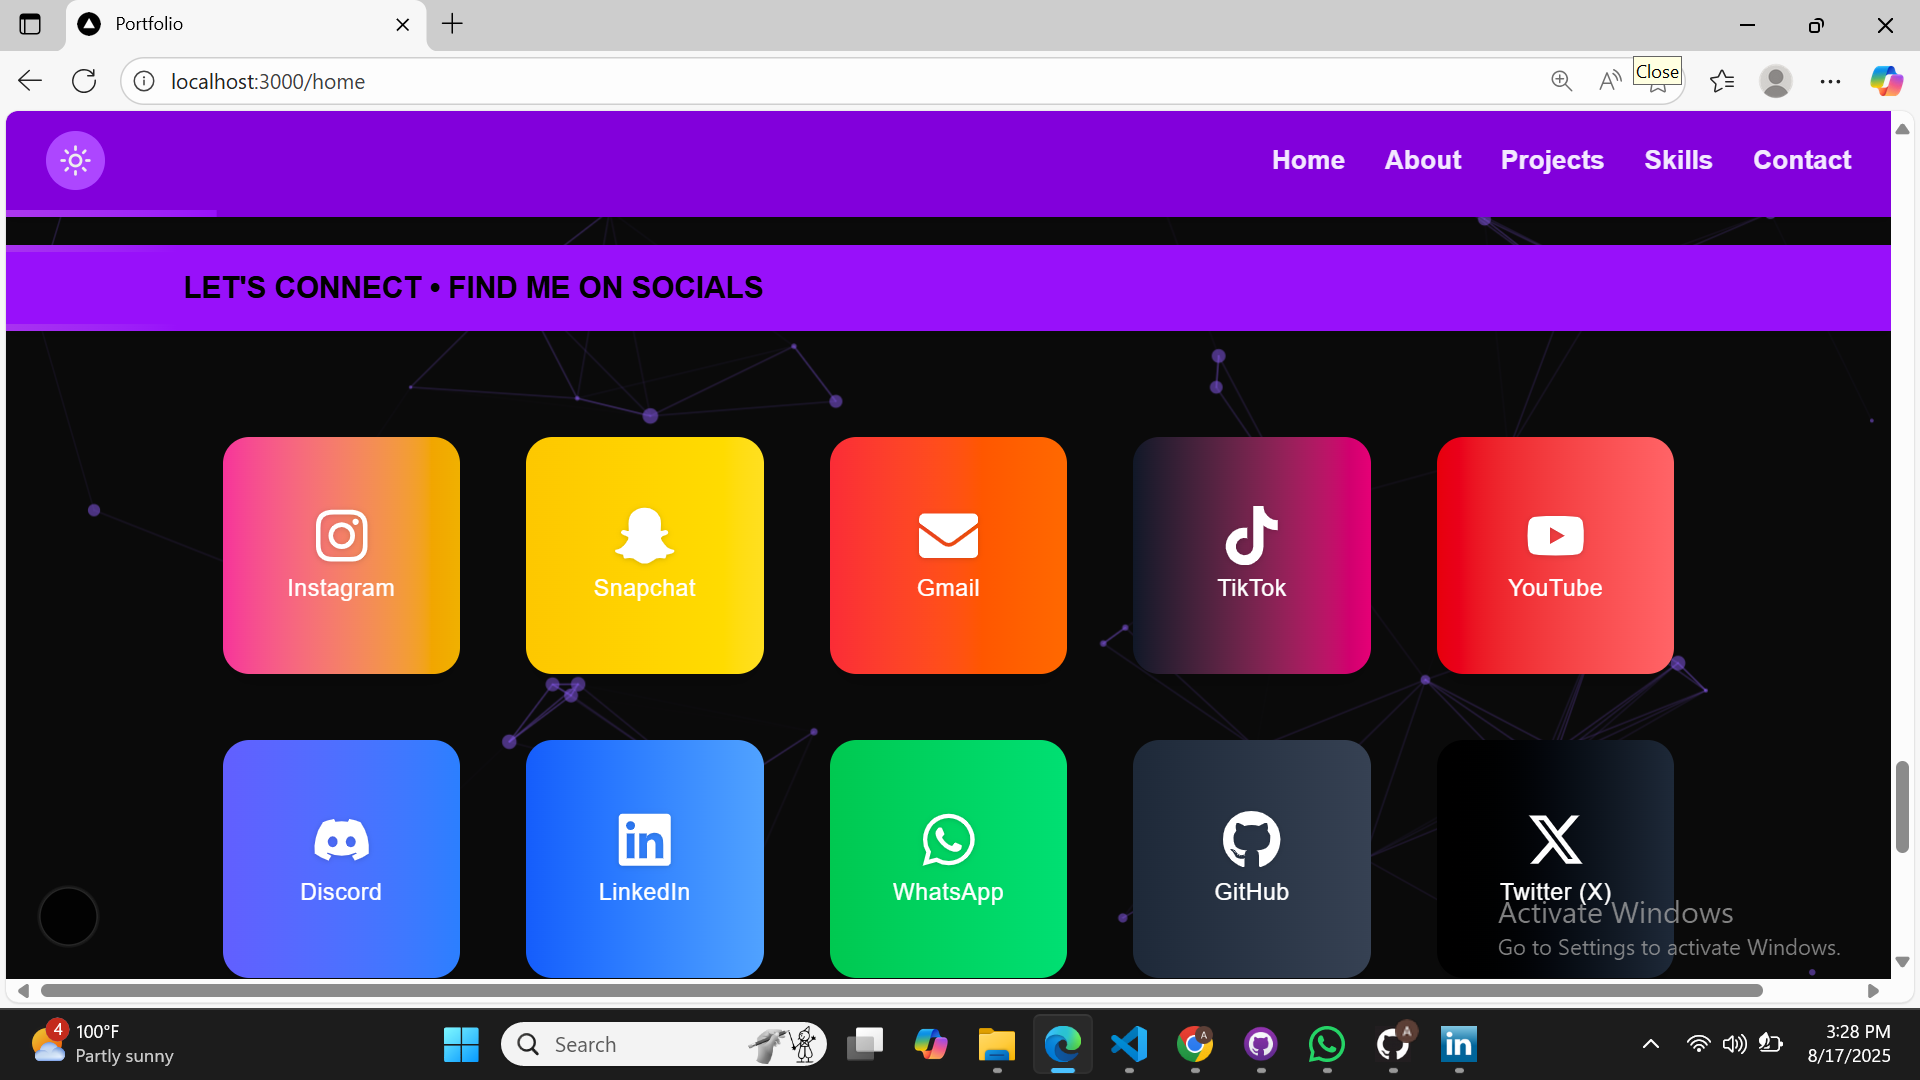 Portfolio
localhost:3000/home
Close
Home About Projects Skills Contact
LET'S CONNECT • FIND ME ON SOCIALS
Instagram Snapchat Gmail TikTok YouTube
Discord LinkedIn WhatsApp GitHub Twitter (X)
Activate Windows
Go to Settings to activate Windows.
4
100°F
Partly sunny
Search
A
A
3:28 PM
8/17/2025